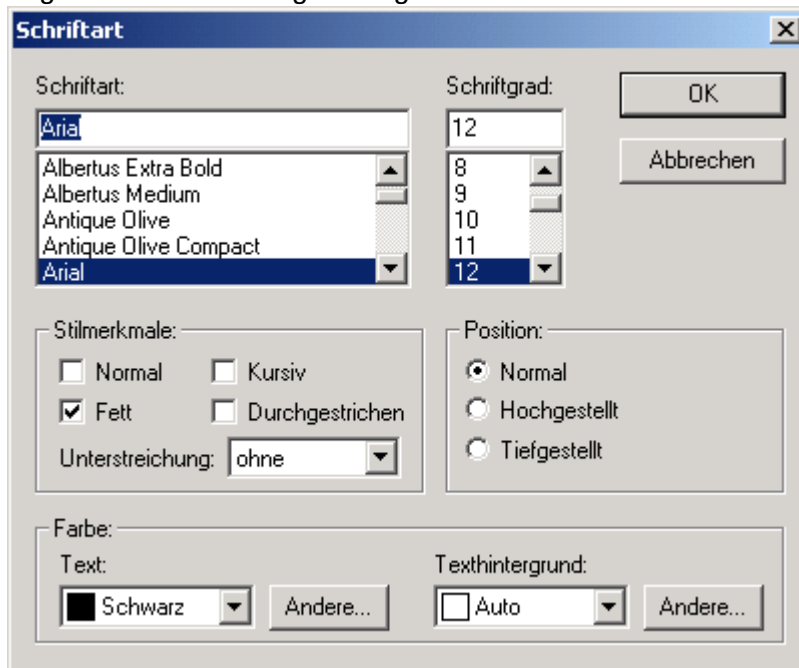 Schriftart
Schriftart: Schriftgrad:
Arial 12 OK
Albertus Extra Bold 8 Abbrechen
Albertus Medium 9
Antique Olive 10
Antique Olive Compact 11
Arial 12
Stilmerkmale: Position:
Normal Kursiv Normal
Fett Durchgestrichen Hochgestellt
Unterstreichung: ohne Tiefgestellt
Farbe:
Text: Texthintergrund:
Schwarz Andere... Auto Andere...